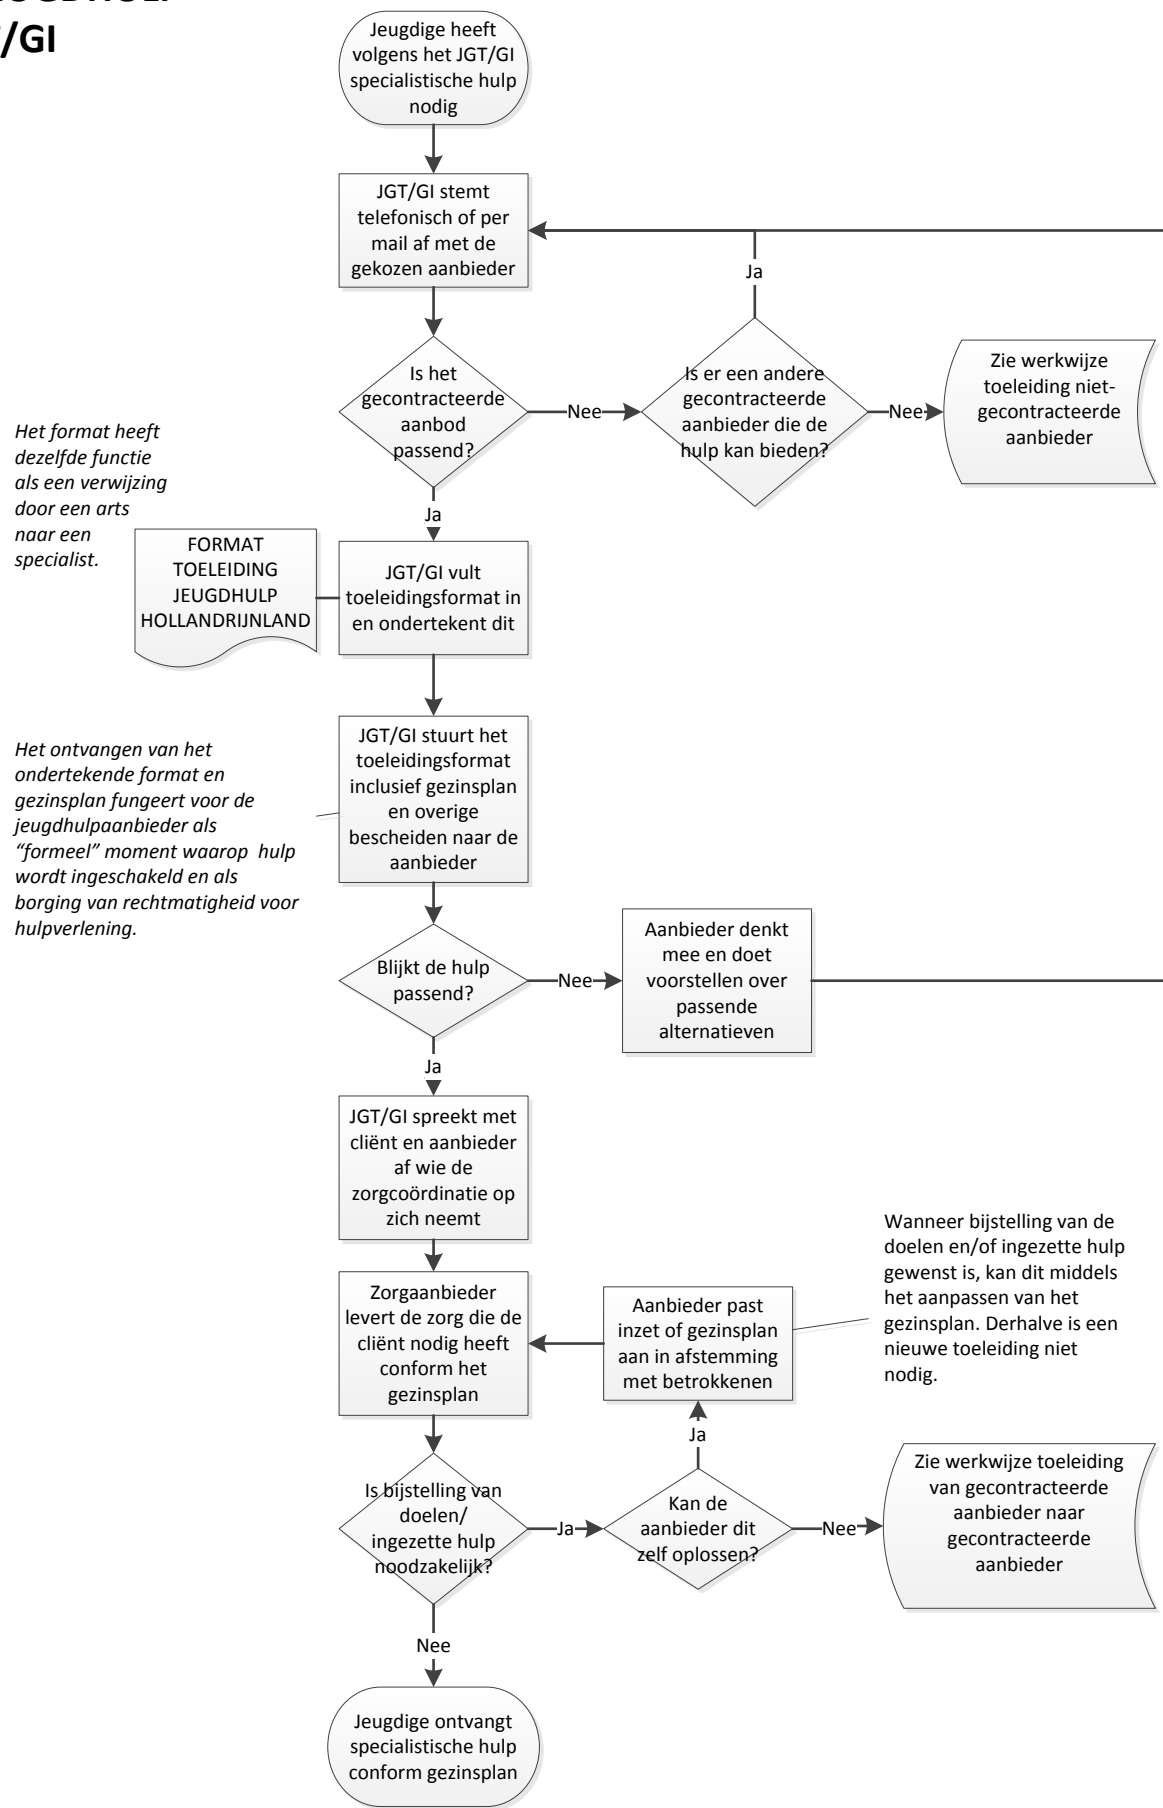 /GI
Jeugdige heeft
volgens het JGT/GI
specialistische hulp
nodig
JGT/GI stemt
telefonisch of per
mail af met de
gekozen aanbieder
Ja
Is het
gecontracteerde
aanbod
passend?
Nee
Is er een andere
gecontracteerde
aanbieder die de
hulp kan bieden?
Nee
Zie werkwijze
toeleiding niet-
gecontracteerde
aanbieder
Het format heeft
dezelfde functie
als een verwijzing
door een arts
naar een
specialist.
Ja
FORMAT
TOELEIDING
JEUGDHULP
HOLLANDRIJNLAND
JGT/GI vult
toeleidingsformat in
en ondertekent dit
Het ontvangen van het
ondertekende format en
gezinsplan fungeert voor de
jeugdhulpaanbieder als
“formeel” moment waarop  hulp
wordt ingeschakeld en als
borging van rechtmatigheid voor
hulpverlening.
JGT/GI stuurt het
toeleidingsformat
inclusief gezinsplan
en overige
bescheiden naar de
aanbieder
Blijkt de hulp
passend?
Nee
Aanbieder denkt
mee en doet
voorstellen over
passende
alternatieven
Ja
JGT/GI spreekt met
cliënt en aanbieder
af wie de
zorgcoördinatie op
zich neemt
Zorgaanbieder
levert de zorg die de
cliënt nodig heeft
conform het
gezinsplan
Aanbieder past
inzet of gezinsplan
aan in afstemming
met betrokkenen
Wanneer bijstelling van de
doelen en/of ingezette hulp
gewenst is, kan dit middels
het aanpassen van het
gezinsplan. Derhalve is een
nieuwe toeleiding niet
nodig.
Ja
Is bijstelling van
doelen/
ingezette hulp
noodzakelijk?
Ja
Kan de
aanbieder dit
zelf oplossen?
Nee
Zie werkwijze toeleiding
van gecontracteerde
aanbieder naar
gecontracteerde
aanbieder
Nee
Jeugdige ontvangt
specialistische hulp
conform gezinsplan